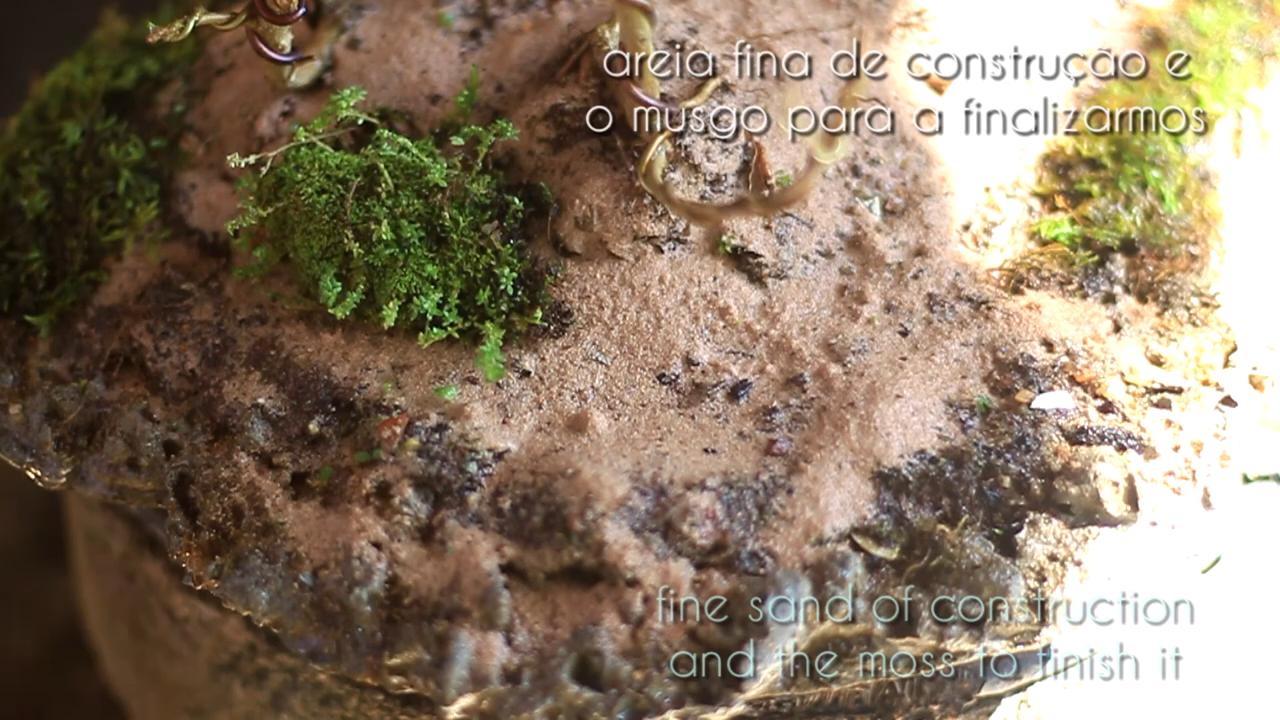 areia fina de construção e
o musgo para a finalizarmos
fine sand of construction
and the moss to finish it